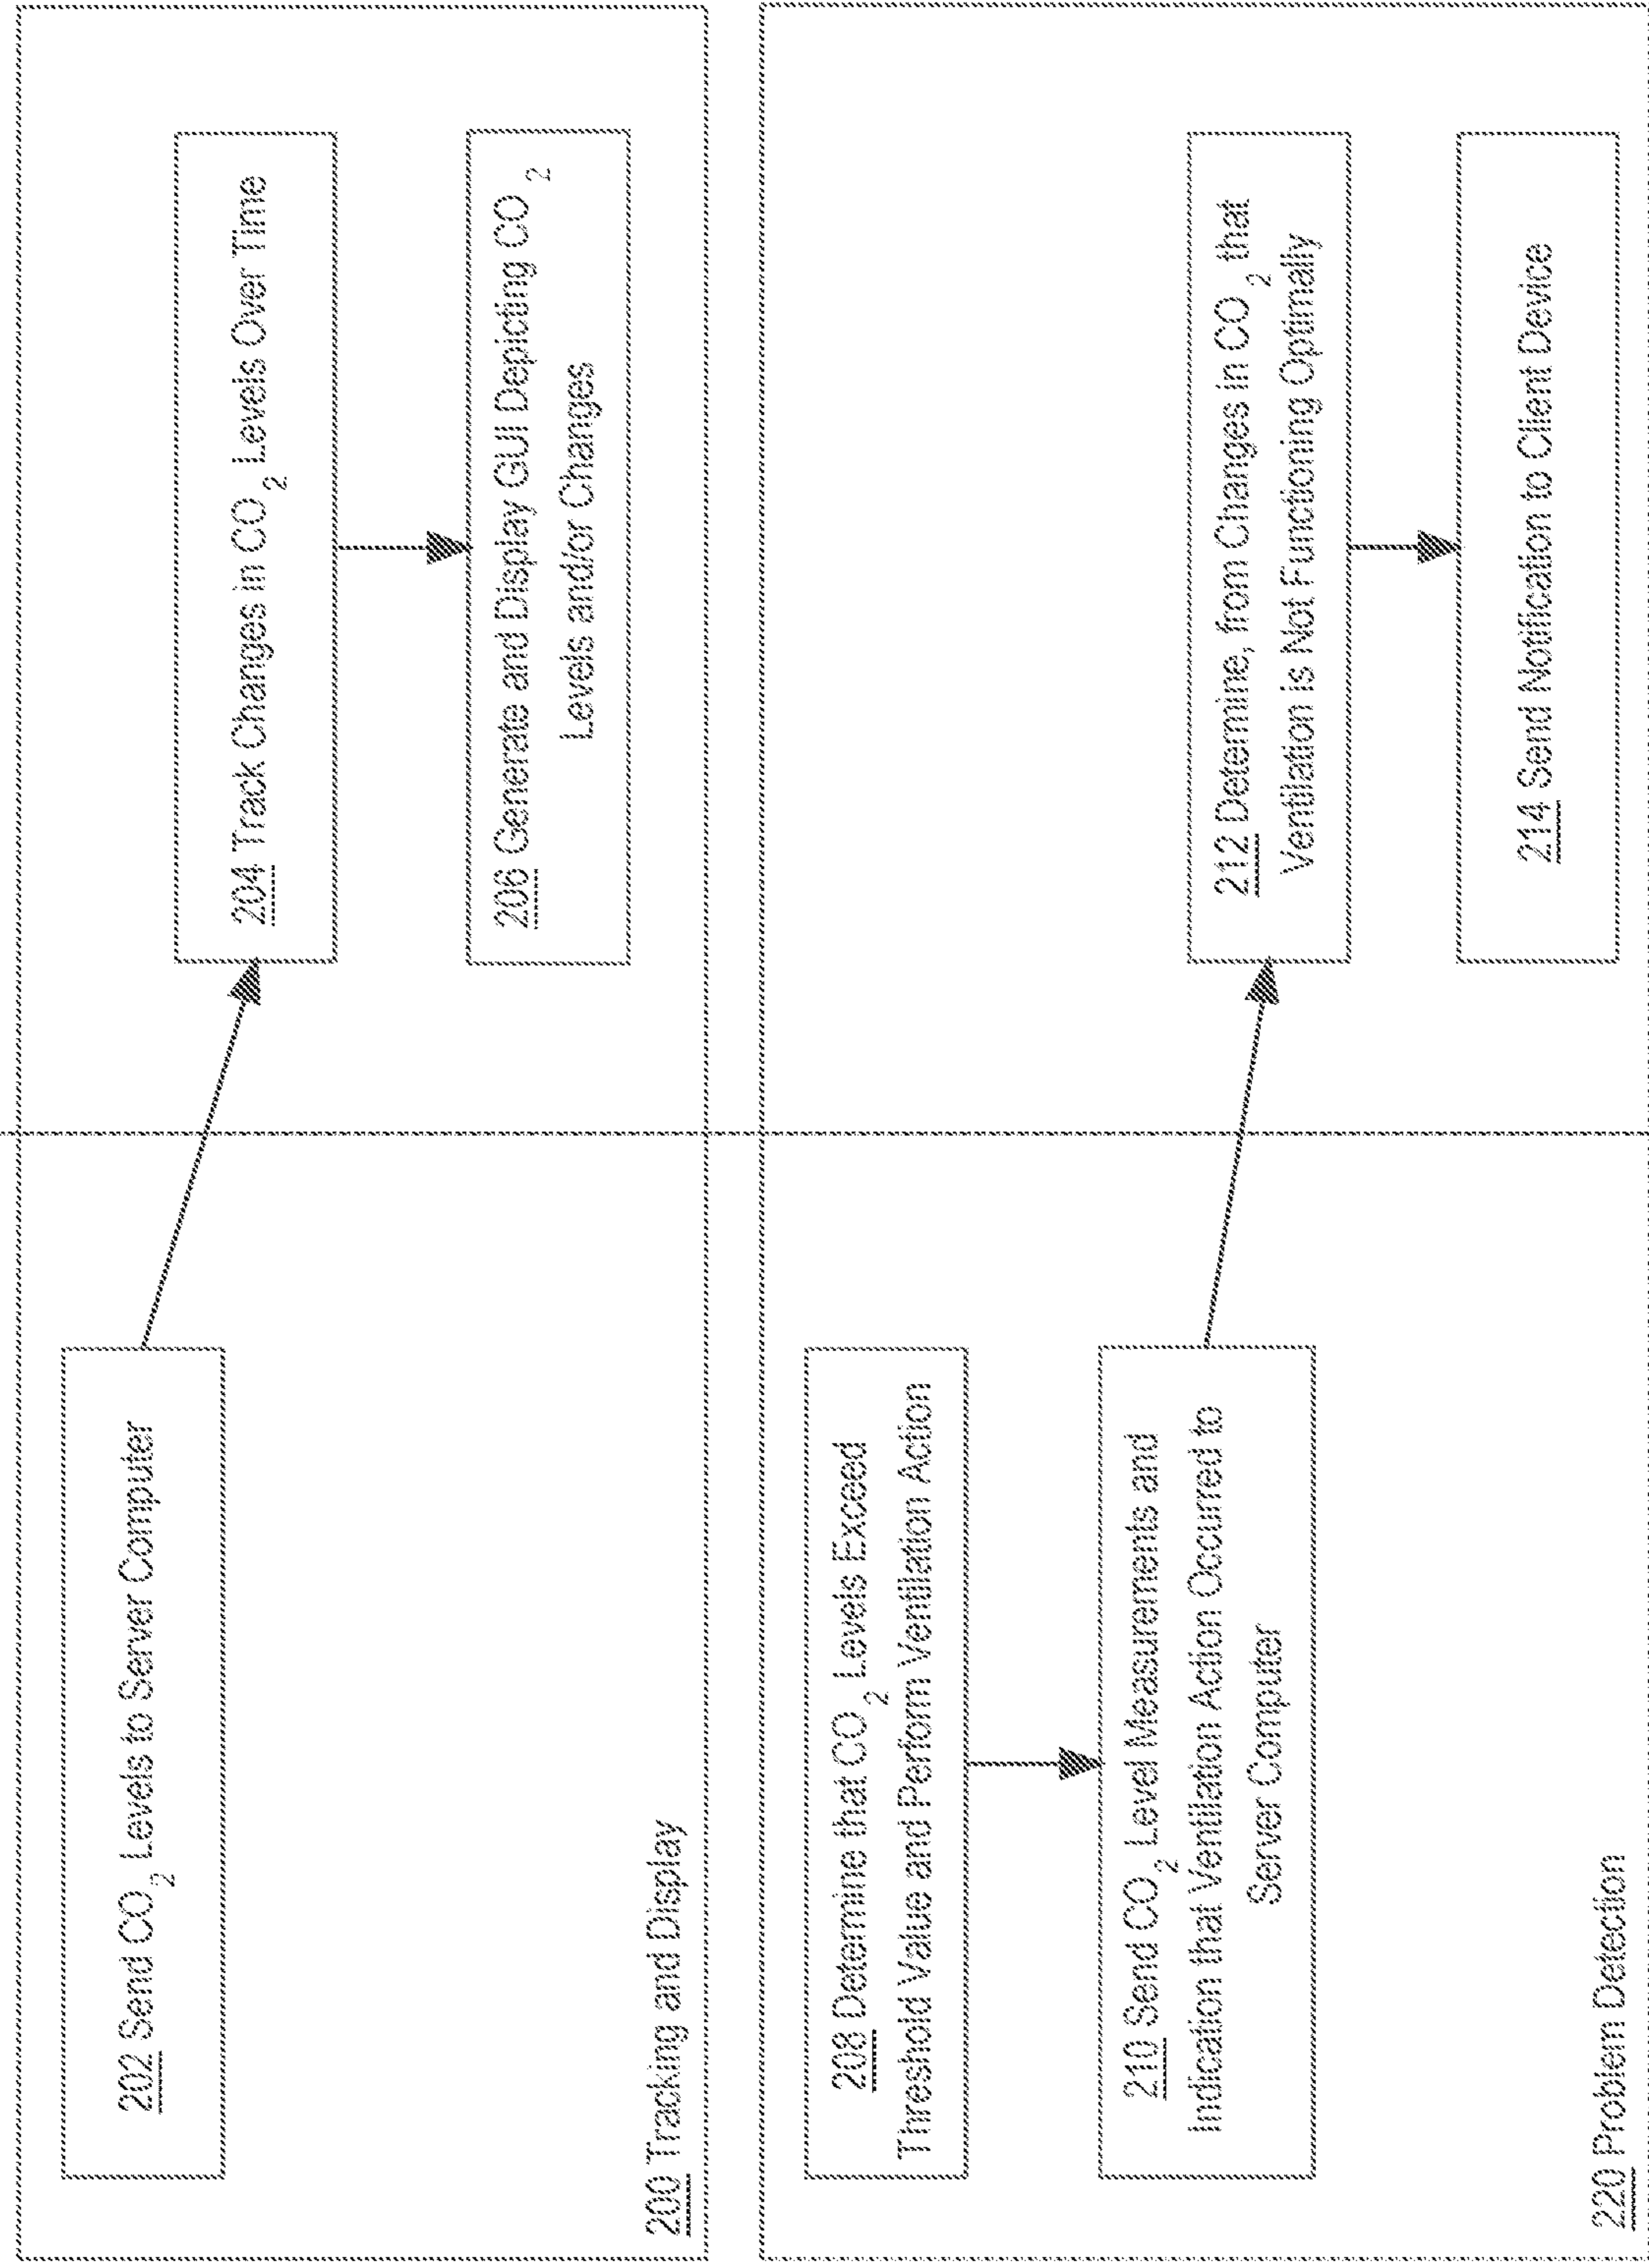 202 Send CO2 Levels to Server Computer
204 Track Changes in CO2 Levels Over Time
206 Generate and Display GUI Depicting CO2
Levels and/or Changes
200 Tracking and Display
208 Determine that CO2 Levels Exceed
Threshold Value and Perform Ventilation Action
210 Send CO2 Level Measurements and
Indication that Ventilation Action Occurred to
Server Computer
212 Determine, from Changes in CO2 that
Ventilation is Not Functioning Optimally
214 Send Notification to Client Device
220 Problem Detection